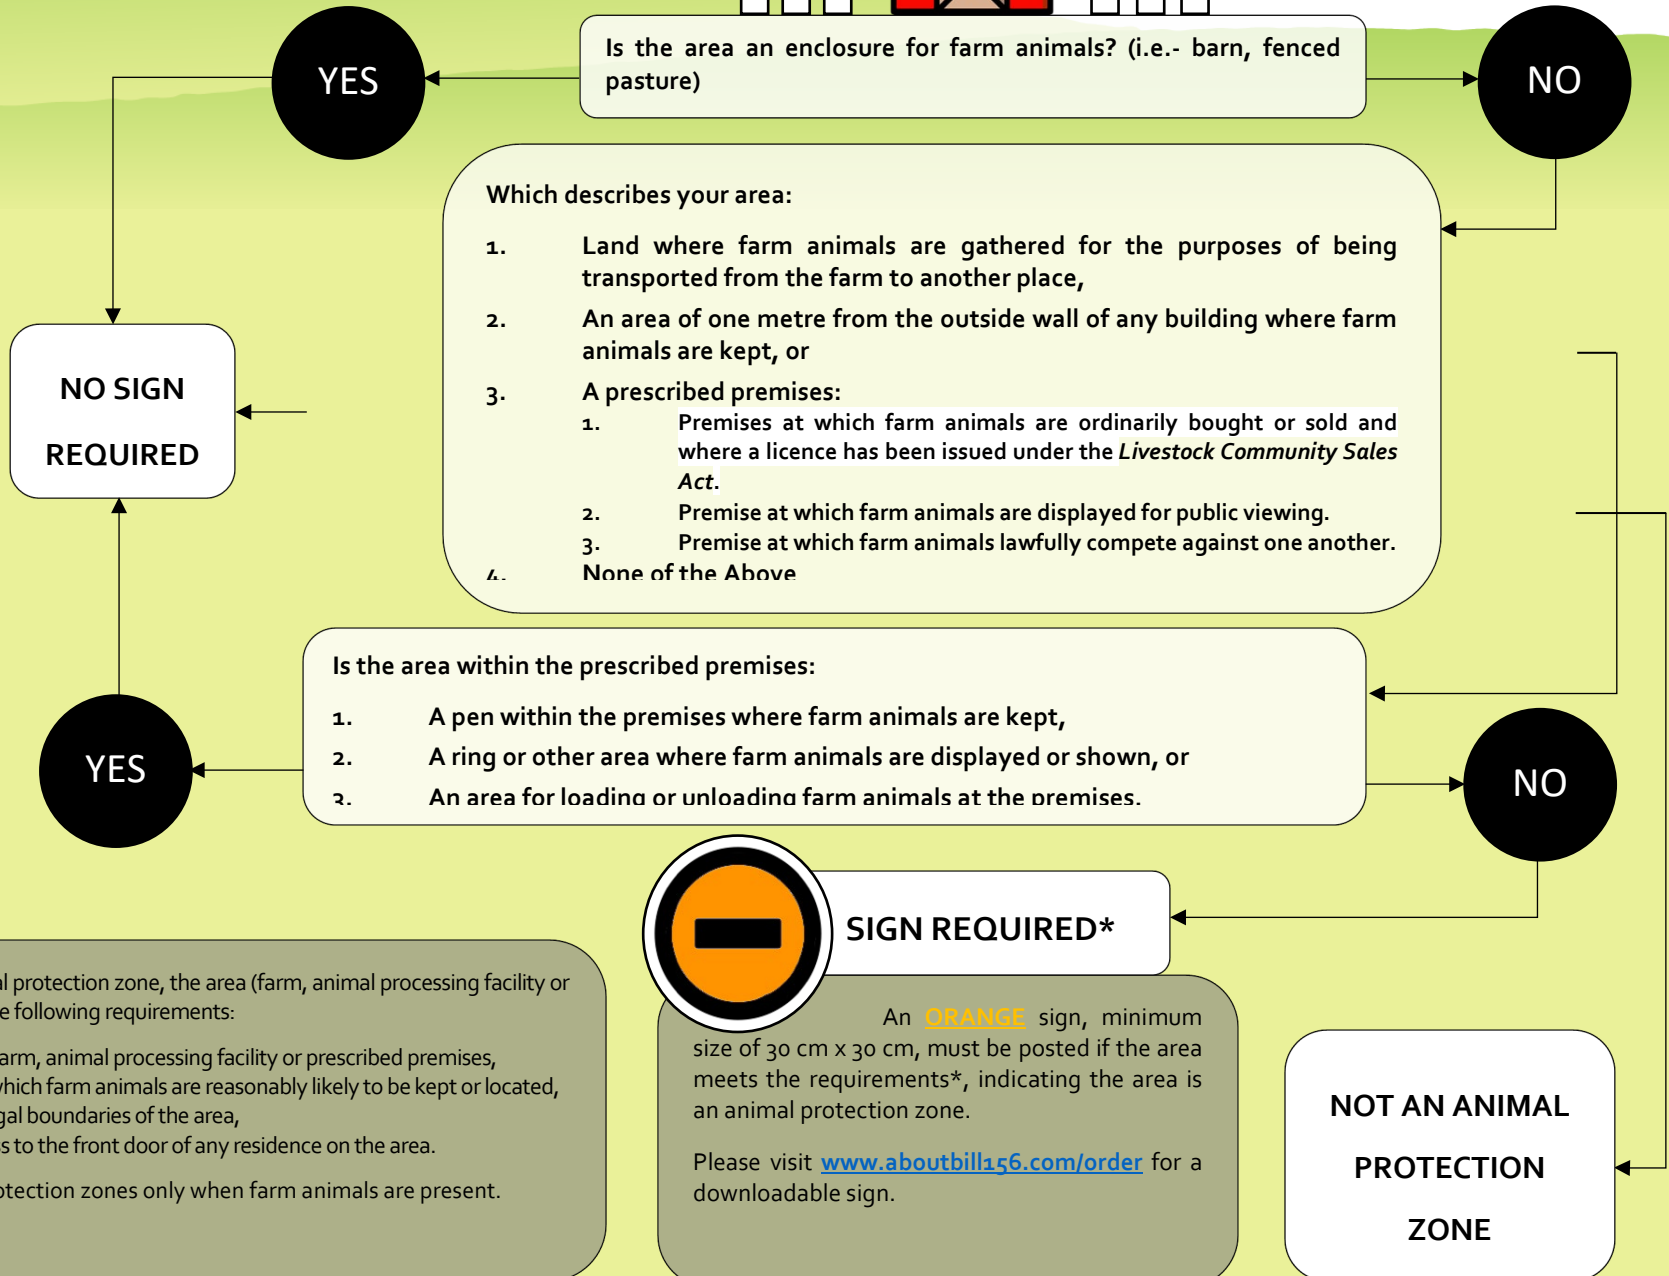 Is the area an enclosure for farm animals? (i.e.- barn, fenced
pasture)
YES
NO
Which describes your area:
1. Land where farm animals are gathered for the purposes of being
transported from the farm to another place,
2. An area of one metre from the outside wall of any building where farm
animals are kept, or
3. A prescribed premises:
1. Premises at which farm animals are ordinarily bought or sold and
where a licence has been issued under the Livestock Community Sales
Act.
2. Premise at which farm animals are displayed for public viewing.
3. Premise at which farm animals lawfully compete against one another.
4. None of the Above
NO SIGN
REQUIRED
Is the area within the prescribed premises:
1. A pen within the premises where farm animals are kept,
2. A ring or other area where farm animals are displayed or shown, or
3. An area for loading or unloading farm animals at the premises.
YES
NO
SIGN REQUIRED*
An ORANGE sign, minimum
size of 30 cm x 30 cm, must be posted if the area
meets the requirements*, indicating the area is
an animal protection zone.
Please visit www.aboutbill156.com/order for a
downloadable sign.
protection zone, the area (farm, animal processing facility or
following requirements:
animal processing facility or prescribed premises,
which farm animals are reasonably likely to be kept or located,
boundaries of the area,
to the front door of any residence on the area.
zones only when farm animals are present.
NOT AN ANIMAL
PROTECTION
ZONE